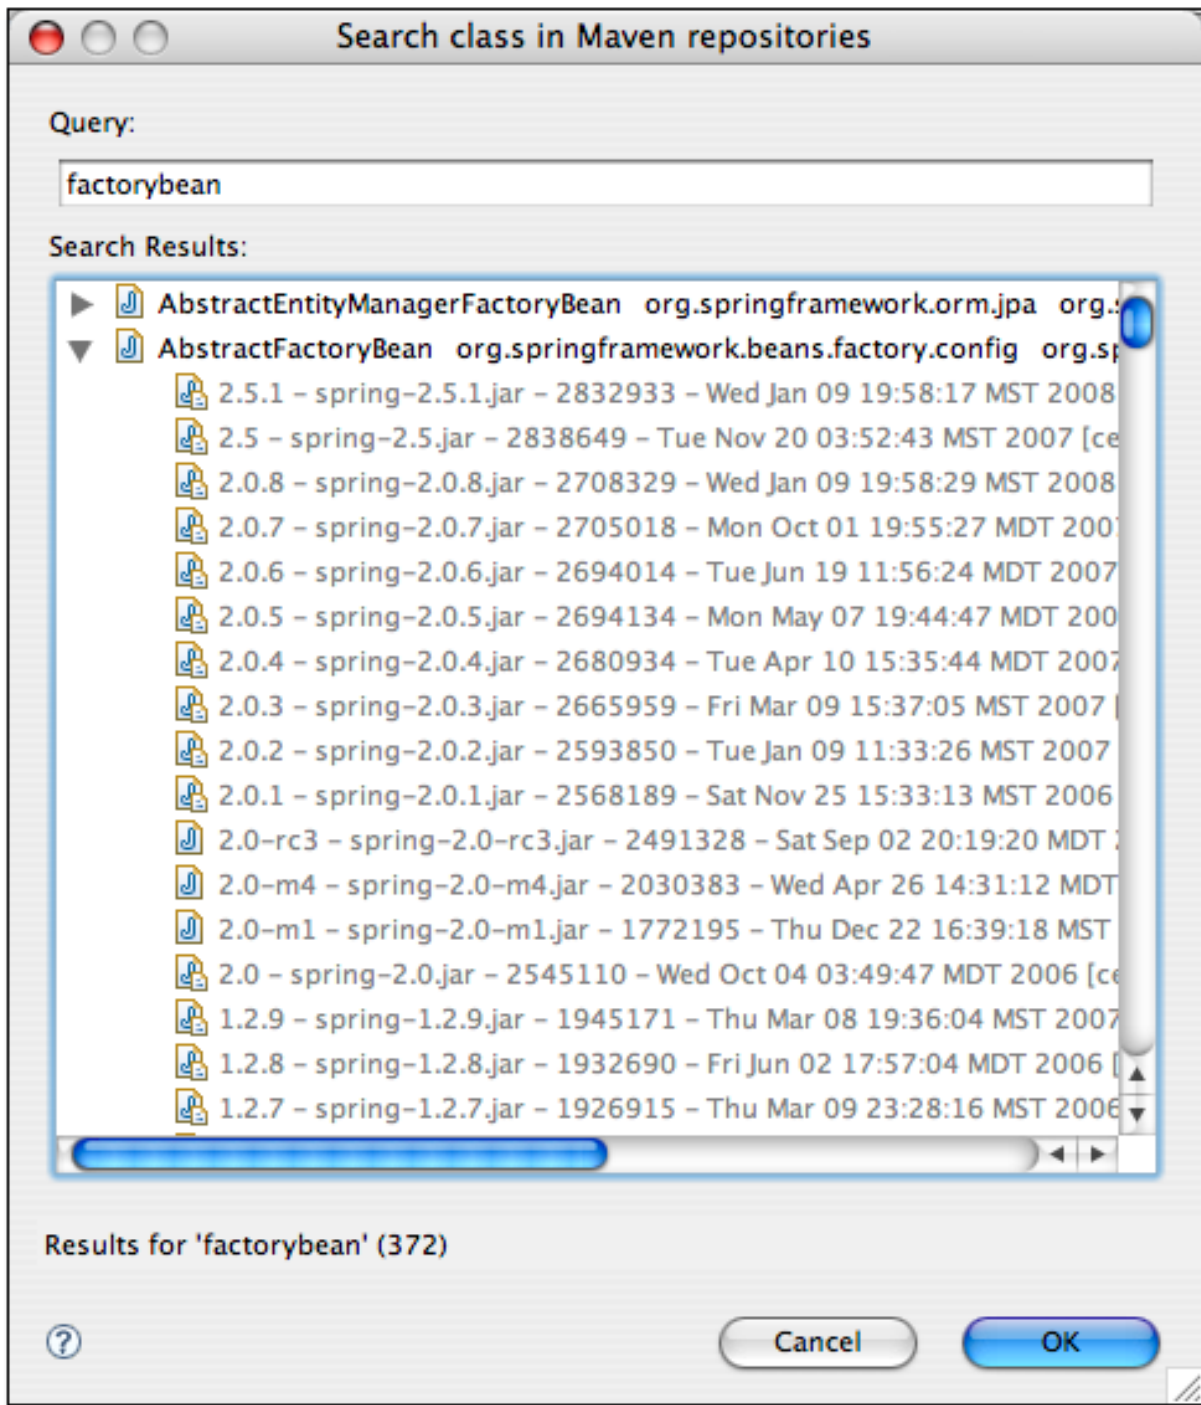 Search class in Maven repositories
Query:
factorybean
Search Results:
AbstractEntityManagerFactoryBean org.springframework.orm.jpa org.s
AbstractFactoryBean org.springframework.beans.factory.config org.sp
2.5.1 – spring-2.5.1.jar – 2832933 – Wed Jan 09 19:58:17 MST 2008
2.5 – spring-2.5.jar – 2838649 – Tue Nov 20 03:52:43 MST 2007 [ce
2.0.8 – spring-2.0.8.jar – 2708329 – Wed Jan 09 19:58:29 MST 2008
2.0.7 – spring-2.0.7.jar – 2705018 – Mon Oct 01 19:55:27 MDT 200
2.0.6 – spring-2.0.6.jar – 2694014 – Tue Jun 19 11:56:24 MDT 2007
2.0.5 – spring-2.0.5.jar – 2694134 – Mon May 07 19:44:47 MDT 200
2.0.4 – spring-2.0.4.jar – 2680934 – Tue Apr 10 15:35:44 MDT 2007
2.0.3 – spring-2.0.3.jar – 2665959 – Fri Mar 09 15:37:05 MST 2007 [
2.0.2 – spring-2.0.2.jar – 2593850 – Tue Jan 09 11:33:26 MST 2007
2.0.1 – spring-2.0.1.jar – 2568189 – Sat Nov 25 15:33:13 MST 2006
2.0-rc3 – spring-2.0-rc3.jar – 2491328 – Sat Sep 02 20:19:20 MDT
2.0-m4 – spring-2.0-m4.jar – 2030383 – Wed Apr 26 14:31:12 MDT
2.0-m1 – spring-2.0-m1.jar – 1772195 – Thu Dec 22 16:39:18 MST
2.0 – spring-2.0.jar – 2545110 – Wed Oct 04 03:49:47 MDT 2006 [ce
1.2.9 – spring-1.2.9.jar – 1945171 – Thu Mar 08 19:36:04 MST 2007
1.2.8 – spring-1.2.8.jar – 1932690 – Fri Jun 02 17:57:04 MDT 2006 [
1.2.7 – spring-1.2.7.jar – 1926915 – Thu Mar 09 23:28:16 MST 2006
Results for 'factorybean' (372)
Cancel
OK